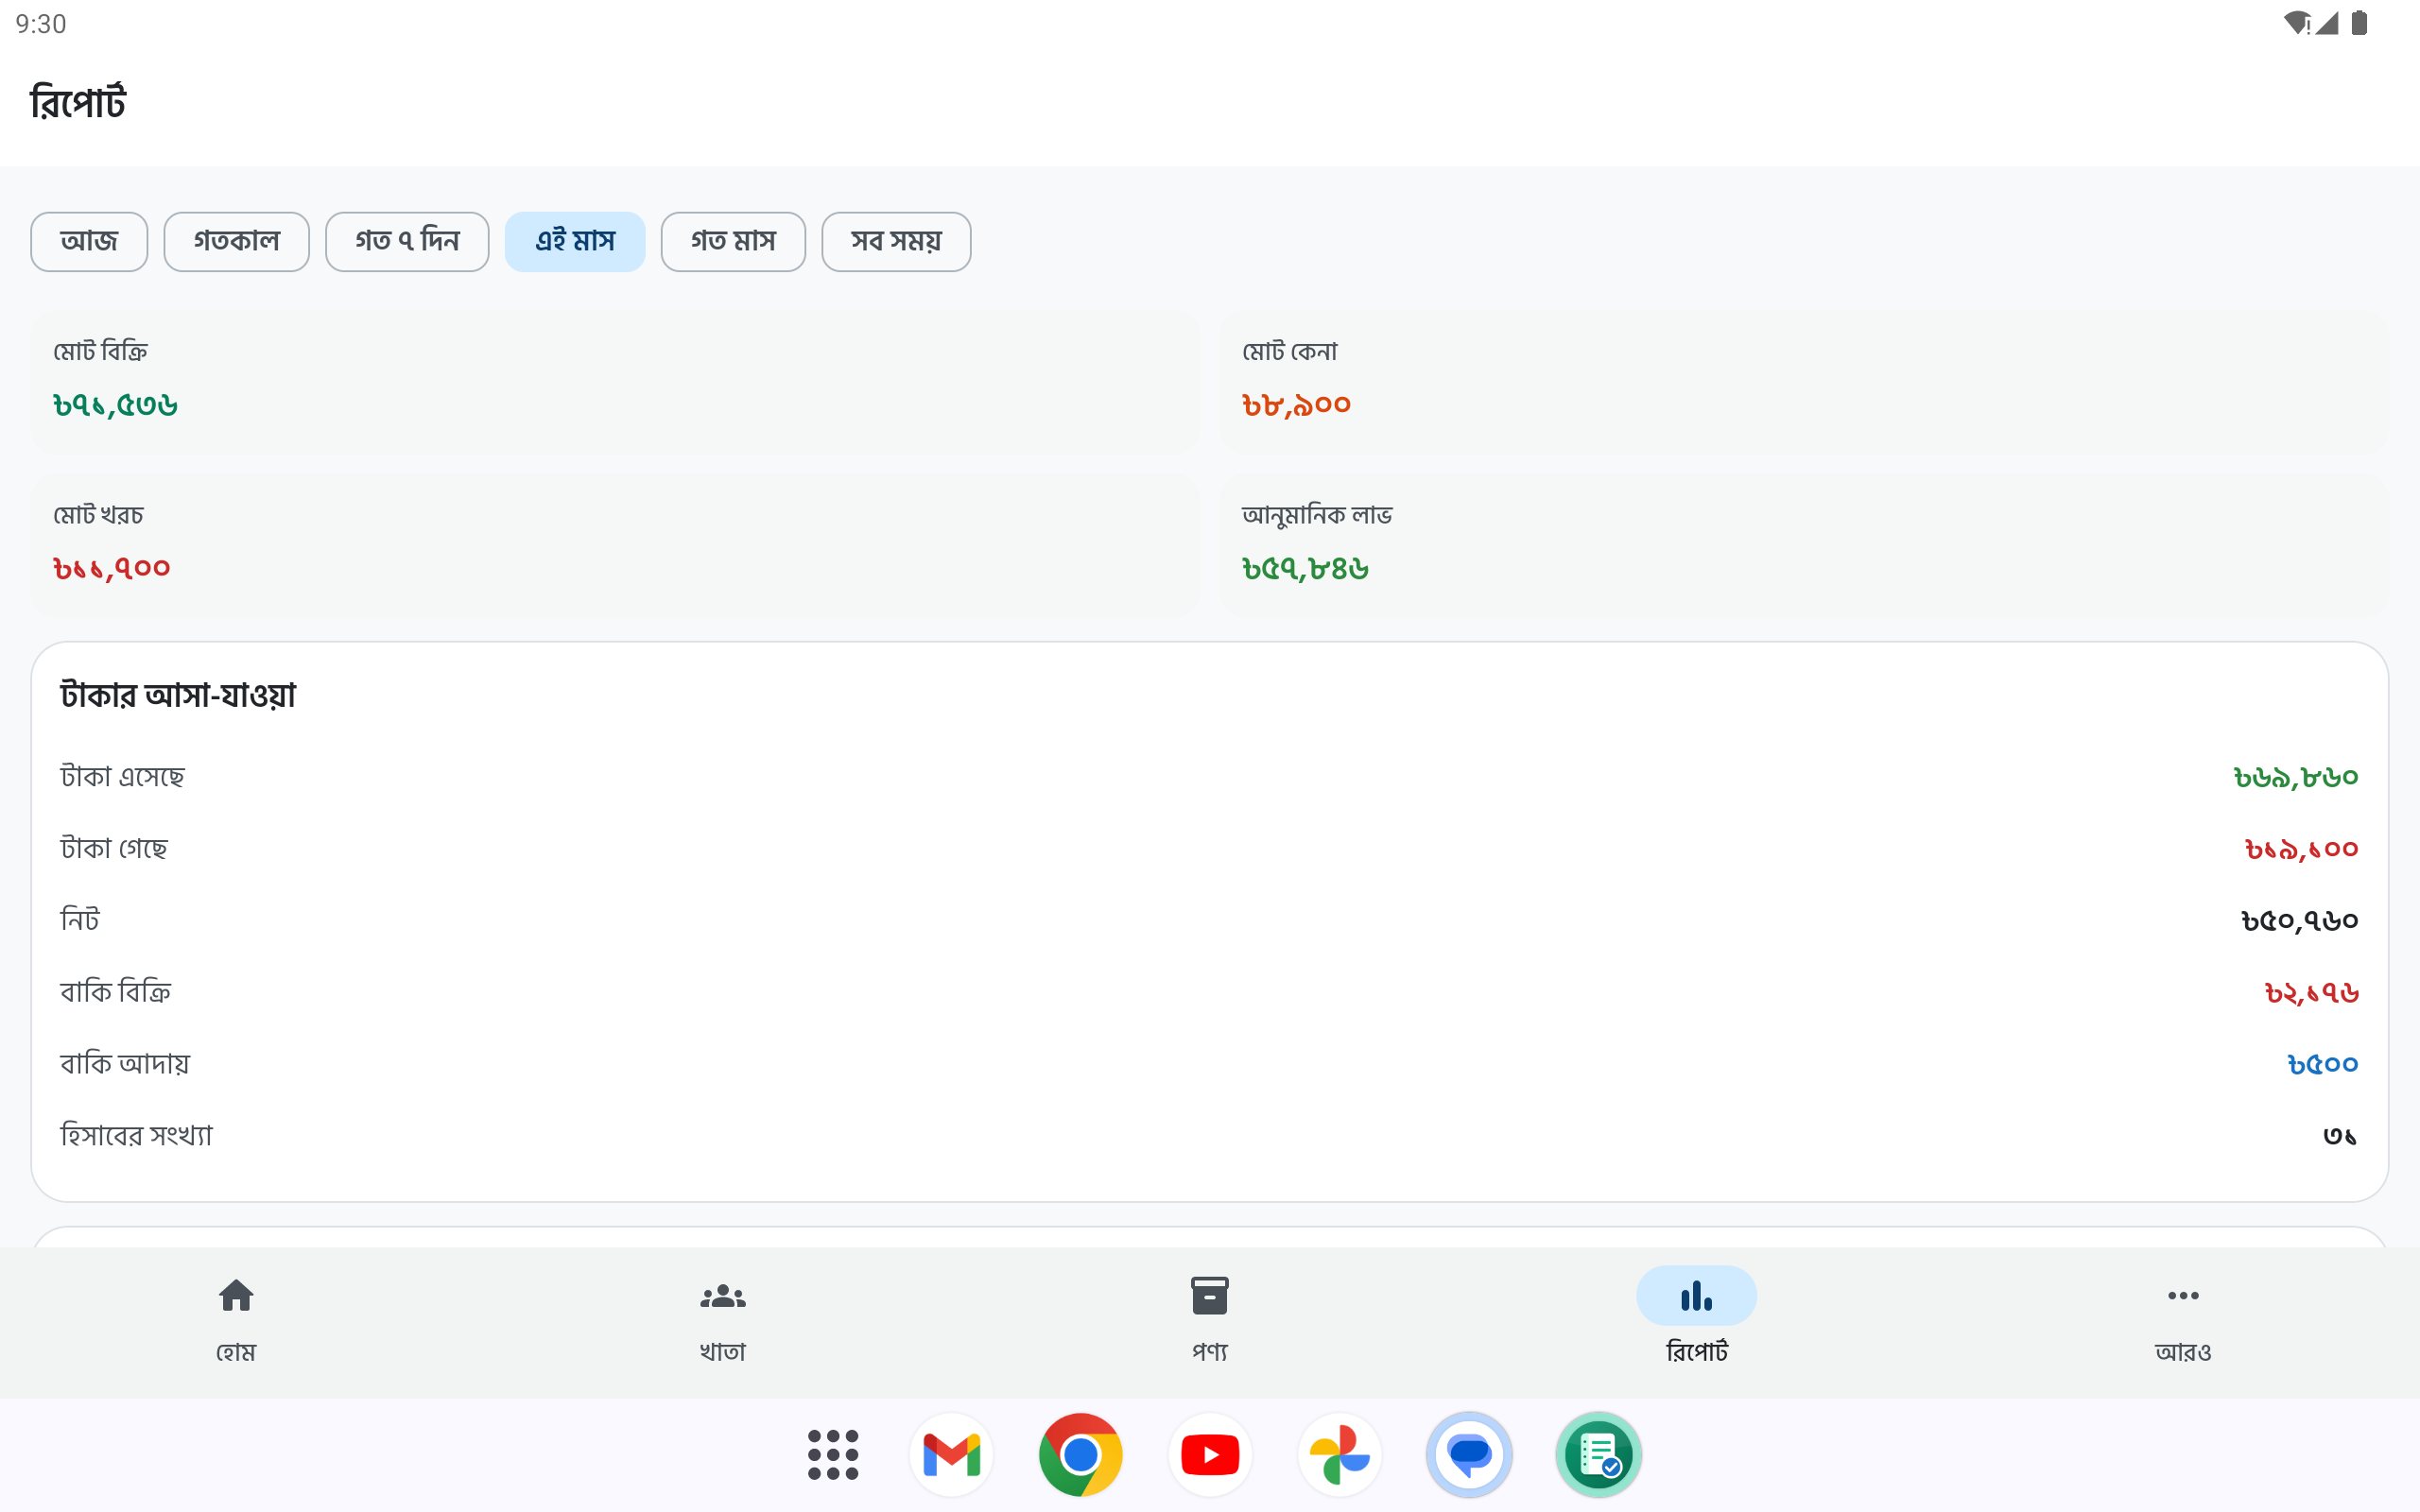 9:30
রিপোর্ট
আজ গতকাল গত ৭ দিন এই মাস গত মাস সব সময়
মোট বিক্রি
৳৭১,৫৩৬
মোট কেনা
৳৮,৯০০
মোট খরচ
৳১১,৭০০
আনুমানিক লাভ
৳৫৭,৮৪৬
টাকার আসা-যাওয়া
টাকা এসেছে ৳৬৯,৮৬০
টাকা গেছে ৳১৯,১০০
নিট ৳৫০,৭৬০
বাকি বিক্রি ৳২,১৭৬
বাকি আদায় ৳৫০০
হিসাবের সংখ্যা ৩১
হোম খাতা পণ্য রিপোর্ট আরও